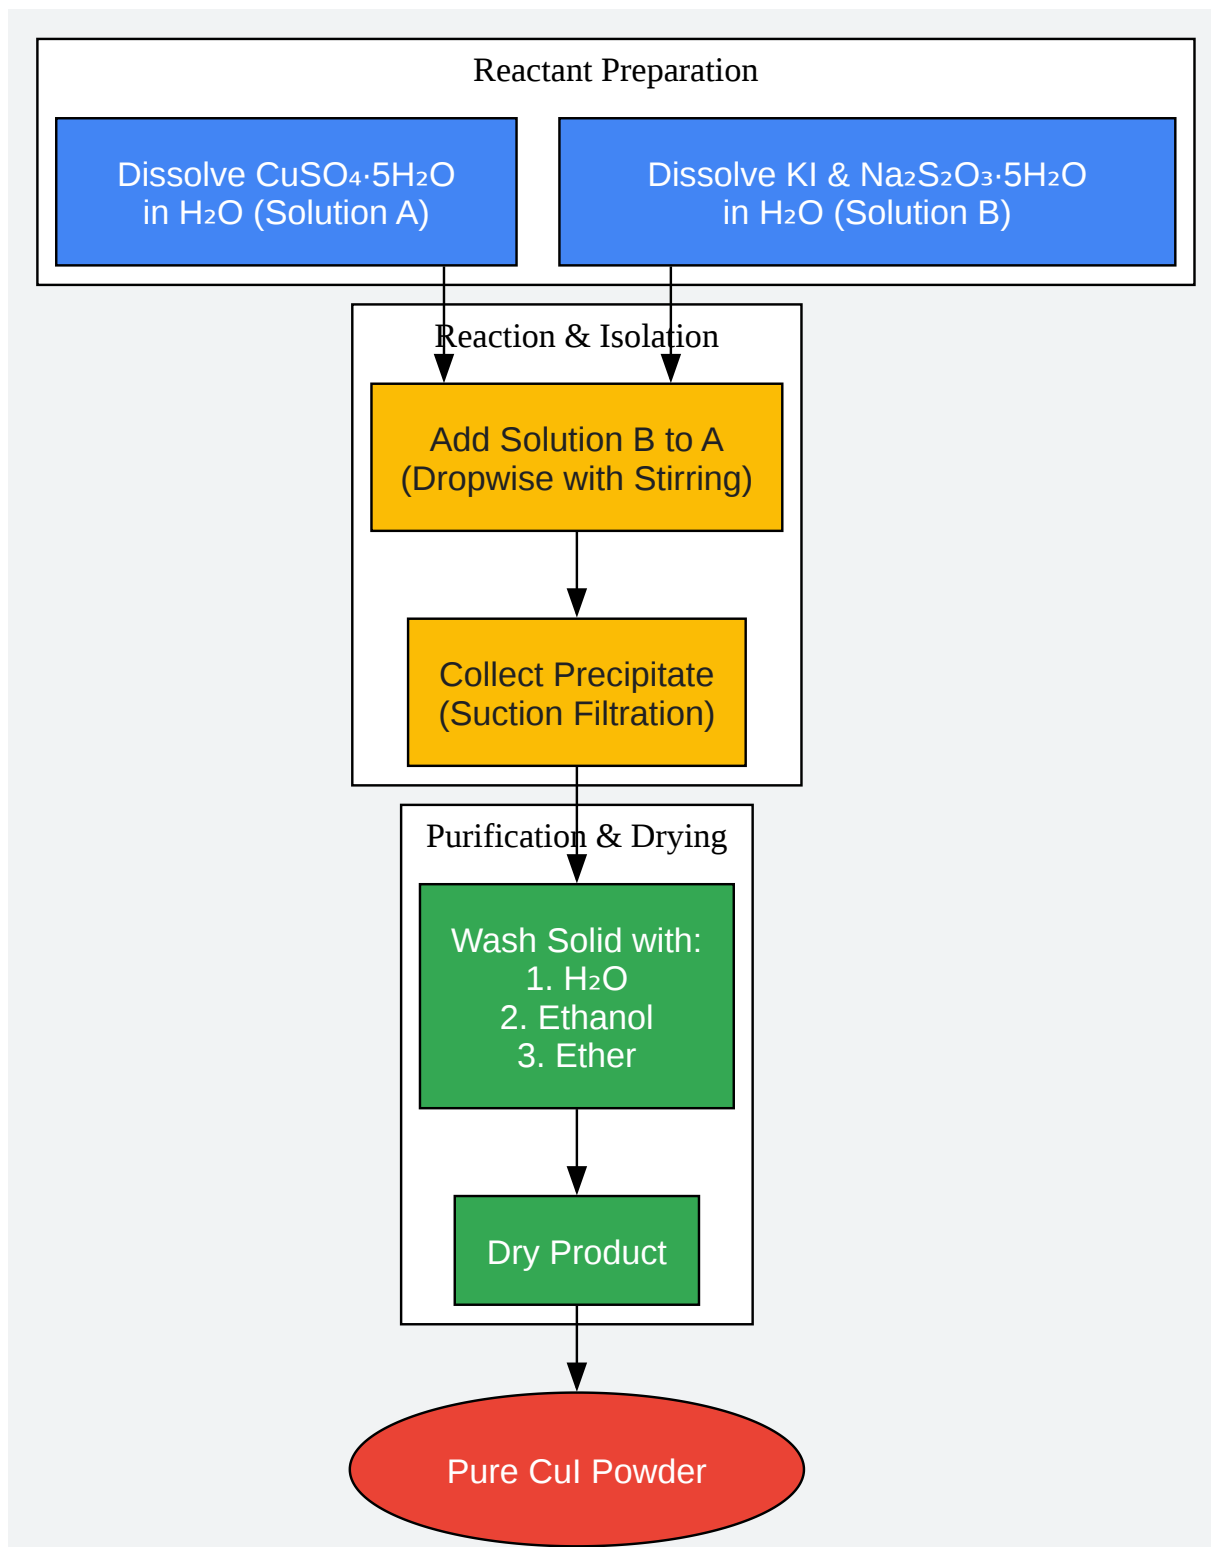 Reactant Preparation
Dissolve CuSO₄·5H₂O
in H₂O (Solution A)
Dissolve KI & Na₂S₂O₃·5H₂O
in H₂O (Solution B)
Reaction & Isolation
Add Solution B to A
(Dropwise with Stirring)
Collect Precipitate
(Suction Filtration)
Purification & Drying
Wash Solid with:
1. H₂O
2. Ethanol
3. Ether
Dry Product
Pure CuI Powder